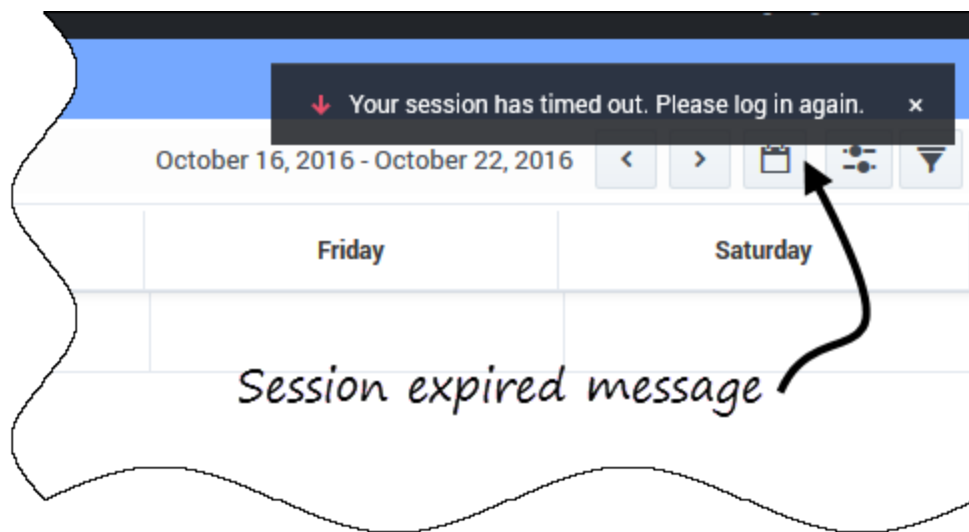 Your session has timed out. Please log in again. ×
October 16, 2016 - October 22, 2016
Friday Saturday
Session expired message